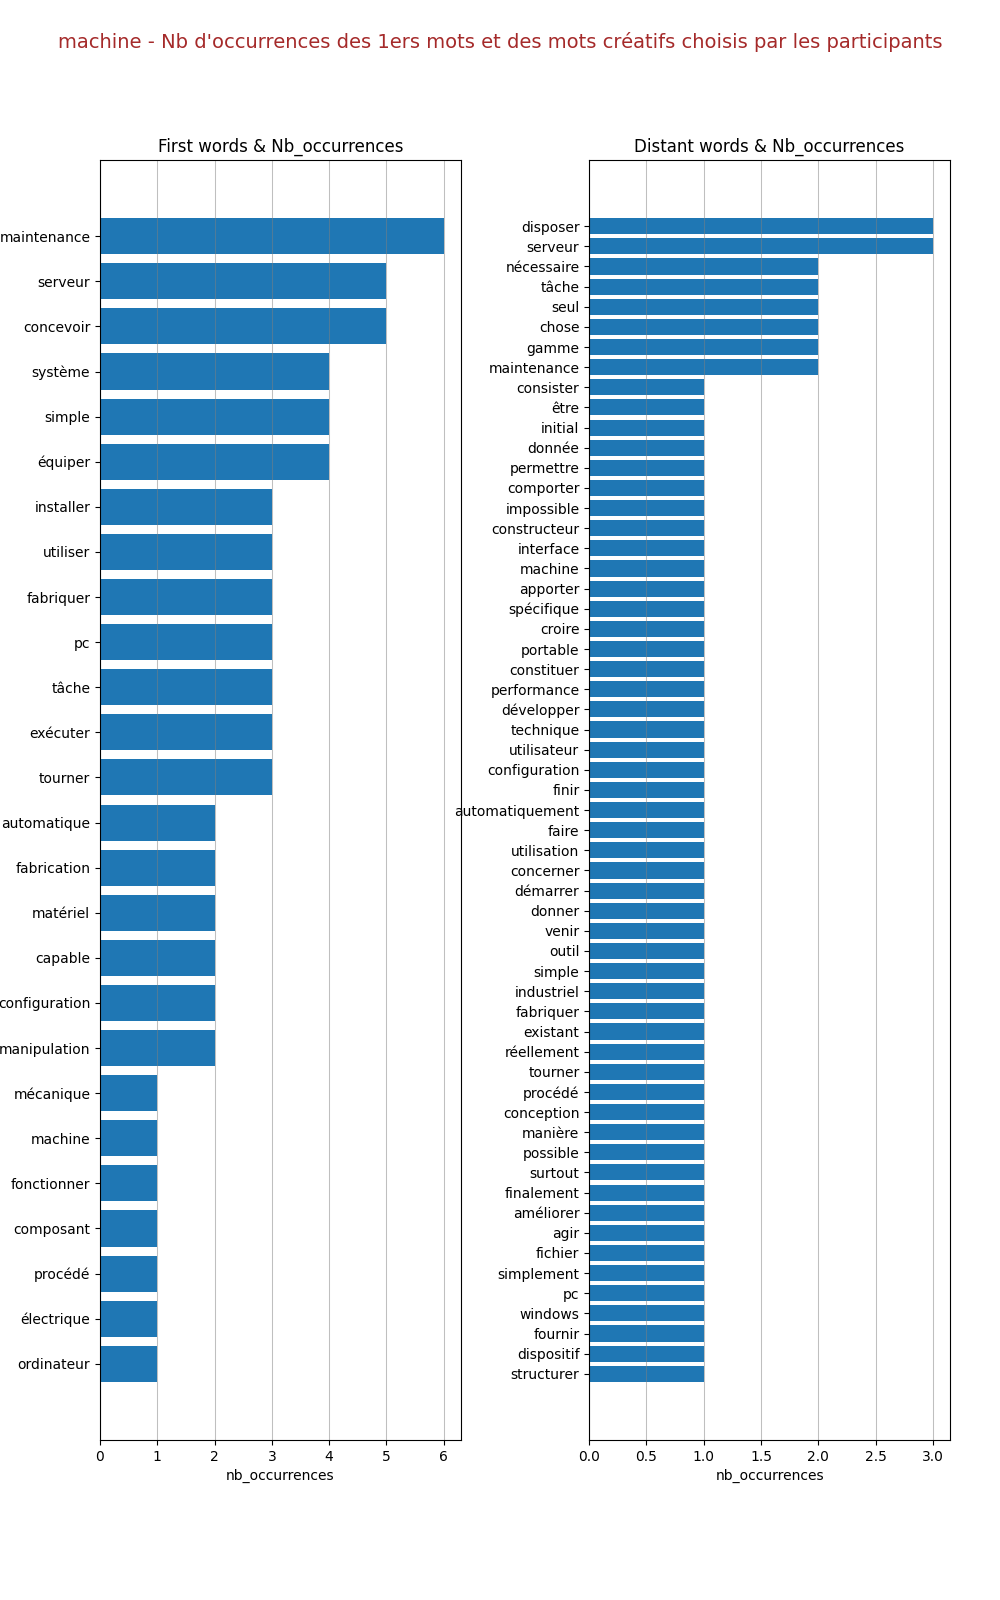 machine - Nb d'occurrences des 1ers mots et des mots créatifs choisis par les participants
First words & Nb_occurrences
maintenance
serveur
concevoir
système
simple
équiper
installer
utiliser
fabriquer
pc
tâche
exécuter
tourner
automatique
fabrication
matériel
capable
configuration
manipulation
mécanique
machine
fonctionner
composant
procédé
électrique
ordinateur
0 1 2 3 4 5 6
nb_occurrences
Distant words & Nb_occurrences
disposer
serveur
nécessaire
tâche
seul
chose
gamme
maintenance
consister
être
initial
donnée
permettre
comporter
impossible
constructeur
interface
machine
apporter
spécifique
croire
portable
constituer
performance
développer
technique
utilisateur
configuration
finir
automatiquement
faire
utilisation
concerner
démarrer
donner
venir
outil
simple
industriel
fabriquer
existant
réellement
tourner
procédé
conception
manière
possible
surtout
finalement
améliorer
agir
fichier
simplement
pc
windows
fournir
dispositif
structurer
0.0 0.5 1.0 1.5 2.0 2.5 3.0
nb_occurrences